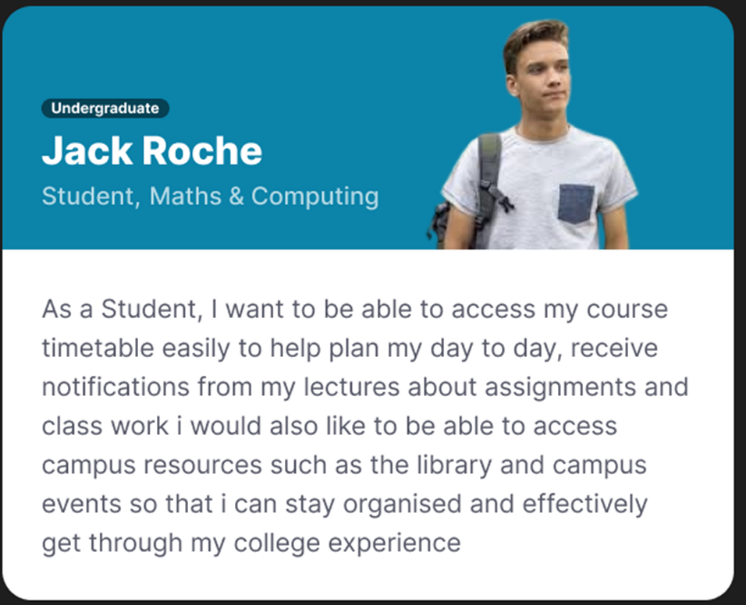 Undergraduate
Jack Roche
Student, Maths & Computing
As a Student, I want to be able to access my course
timetable easily to help plan my day to day, receive
notifications from my lectures about assignments and
class work i would also like to be able to access
campus resources such as the library and campus
events so that i can stay organised and effectively
get through my college experience